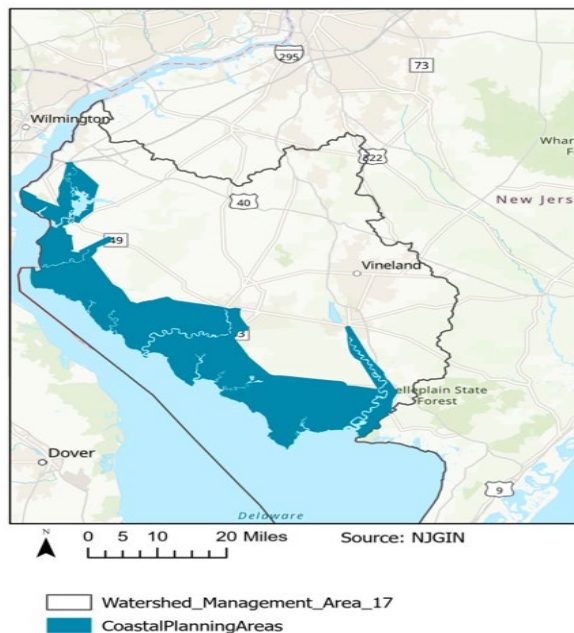 295
73
Wilmington
322
Whar
40
New Jers
49
Vineland
Belleplain State
Forest
Dover
9
Delaware
N
0 5 10 20 Miles
Source: NJGIN
Watershed_Management_Area_17
CoastalPlanningAreas